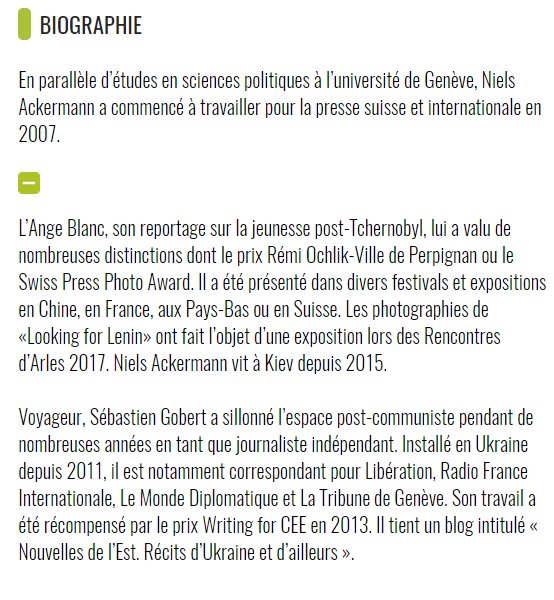 BIOGRAPHIE
En parallèle d'études en sciences politiques à l'université de Genève, Niels
Ackermann a commencé à travailler pour la presse suisse et internationale en
2007.
L'Ange Blanc, son reportage sur la jeunesse post-Tchernobyl, lui a valu de
nombreuses distinctions dont le prix Rémi Ochlik-Ville de Perpignan ou le
Swiss Press Photo Award. Il a été présenté dans divers festivals et expositions
en Chine, en France, aux Pays-Bas ou en Suisse. Les photographies de
«Looking for Lenin» ont fait l'objet d'une exposition lors des Rencontres
d'Arles 2017. Niels Ackermann vit à Kiev depuis 2015.
Voyageur, Sébastien Gobert a sillonné l'espace post-communiste pendant de
nombreuses années en tant que journaliste indépendant. Installé en Ukraine
depuis 2011, il est notamment correspondant pour Libération, Radio France
Internationale, Le Monde Diplomatique et La Tribune de Genève. Son travail a
été récompensé par le prix Writing for CEE en 2013. Il tient un blog intitulé «
Nouvelles de l'Est. Récits d'Ukraine et d'ailleurs ».